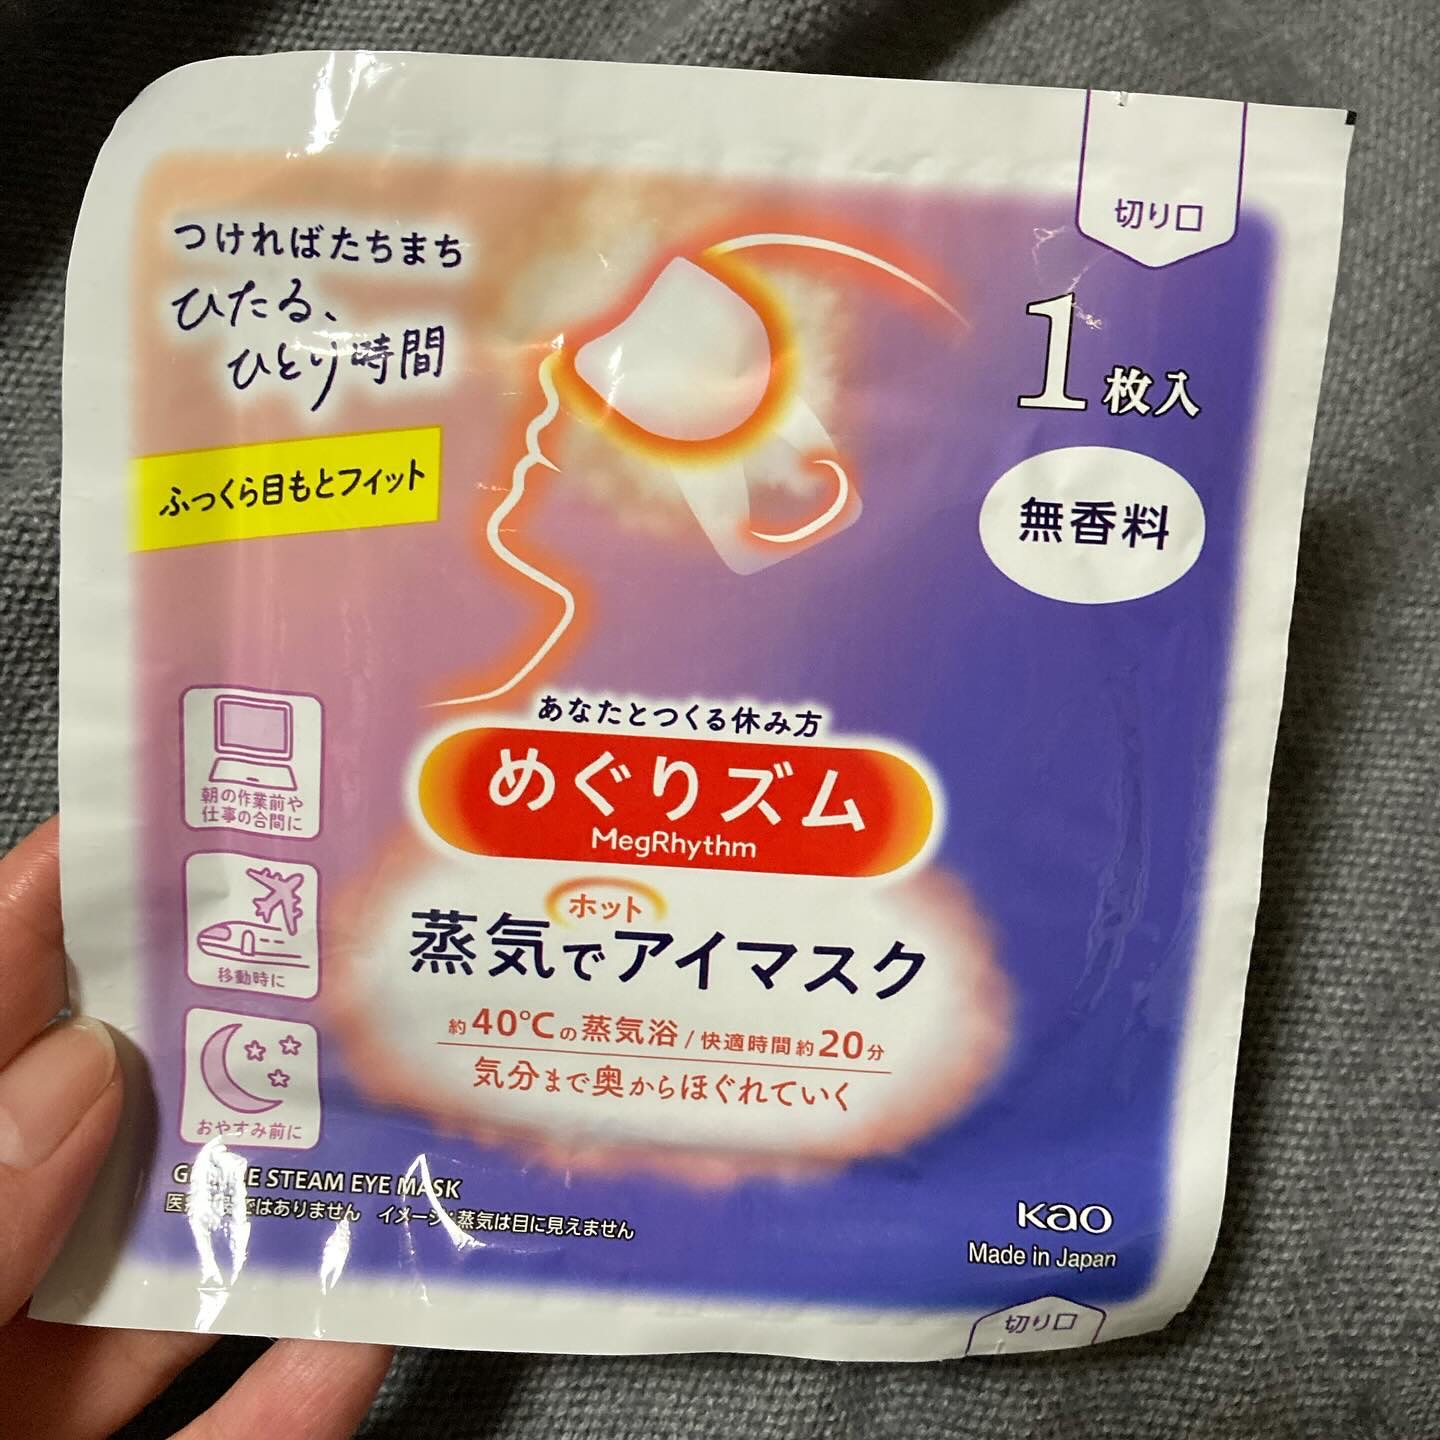 切り口
つければたちまち
ひたる、
ひとり時間
1枚入
ふっくら目もとフィット
無香料
あなたとつくる休み方
めぐりズム
MegRhythm
ホット
蒸気でアイマスク
約40℃の蒸気浴/快適時間約20分
気分まで奥からほぐれていく
朝の作業前や
仕事の合間に
移動時に
おやすみ前に
STEAM EYE MASK
ではありません イメージ:蒸気は目に見えません
Kao
Made in Japan
切り口